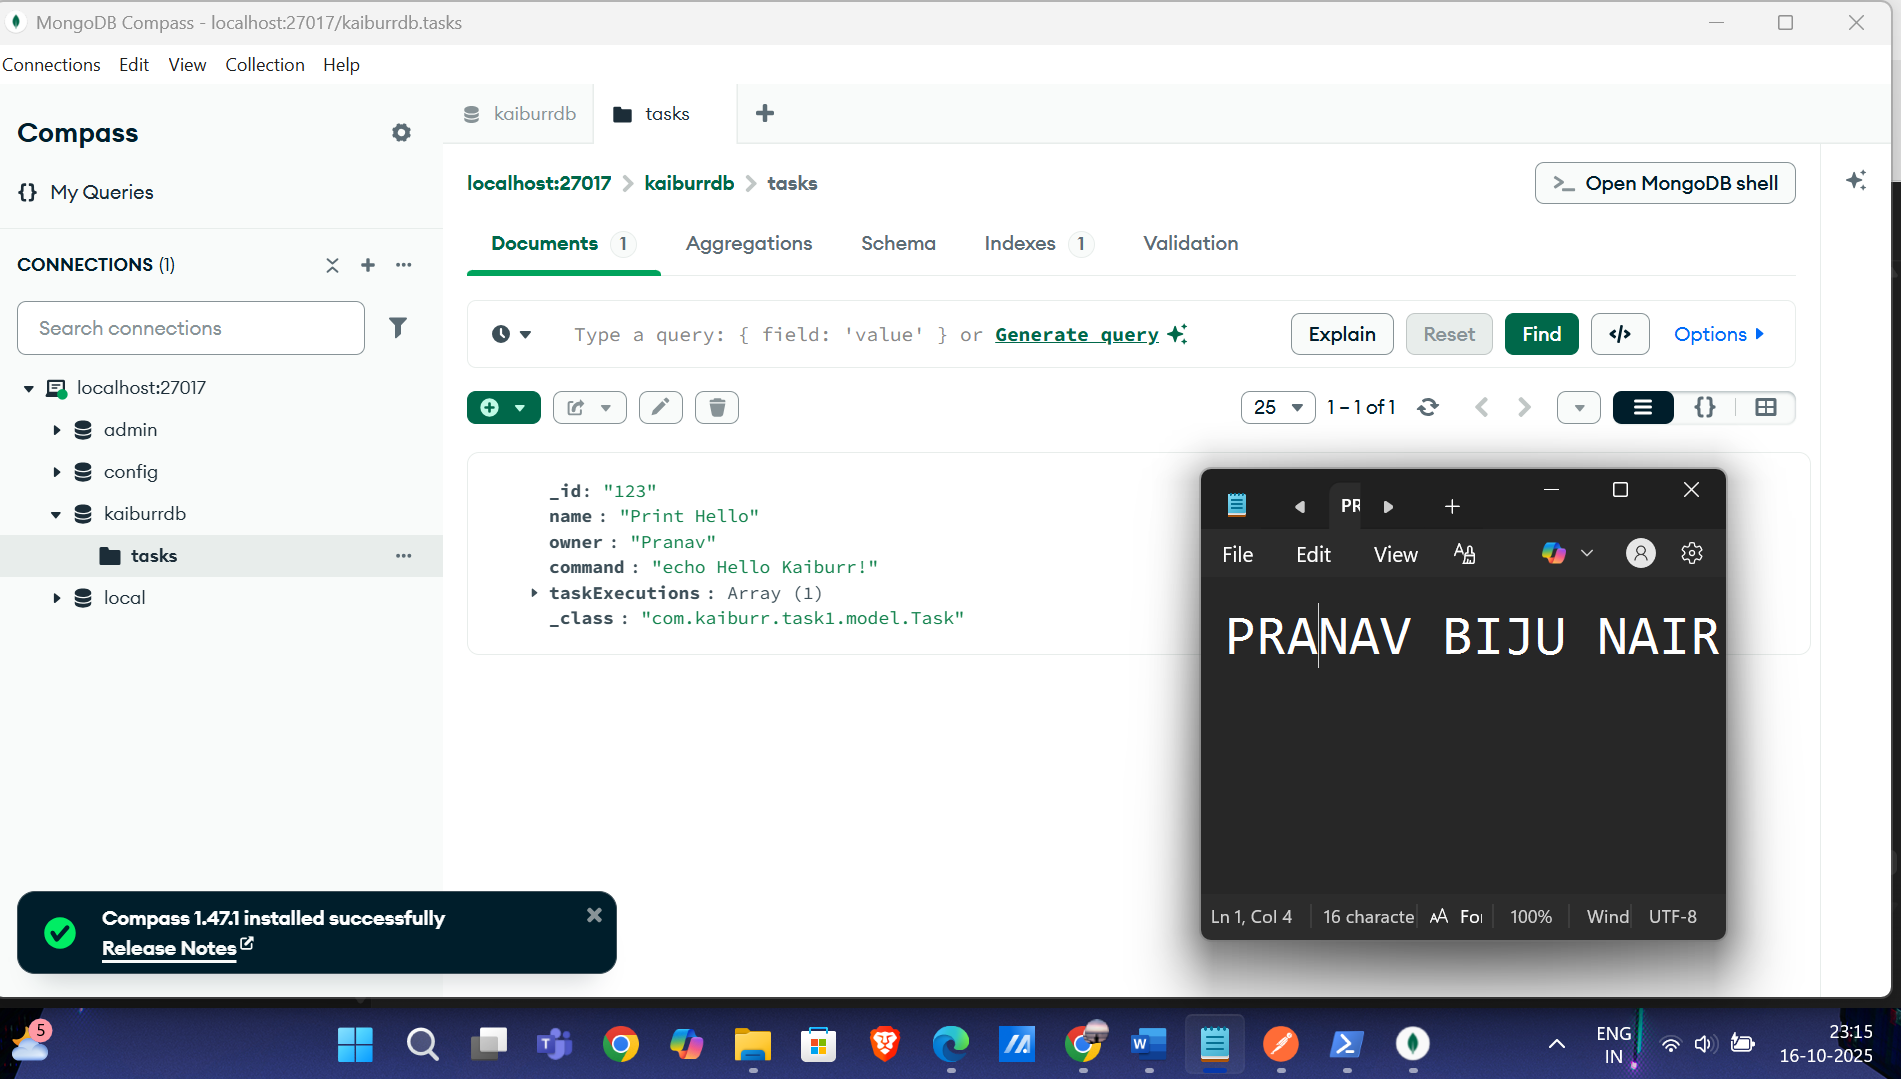 MongoDB Compass - localhost:27017/kaiburrdb.tasks
Connections Edit View Collection Help
Compass
{} My Queries
CONNECTIONS (1)
Search connections
localhost:27017
admin
config
kaiburrdb
tasks
local
kaiburrdb tasks
localhost:27017 kaiburrdb tasks
Open MongoDB shell
Documents 1 Aggregations Schema Indexes 1 Validation
Type a query: { field: 'value' } or Generate query
Explain Reset Find </> Options
25 1 – 1 of 1 {}
_id: "123"
name : "Print Hello"
owner : "Pranav"
command : "echo Hello Kaiburr!"
taskExecutions : Array (1)
_class : "com.kaiburr.task1.model.Task"
PR
File Edit View
PRANAV BIJU NAIR
Ln 1, Col 4 16 characte For 100% Wind UTF-8
Compass 1.47.1 installed successfully
Release Notes
5
ENG
IN
23:15
16-10-2025